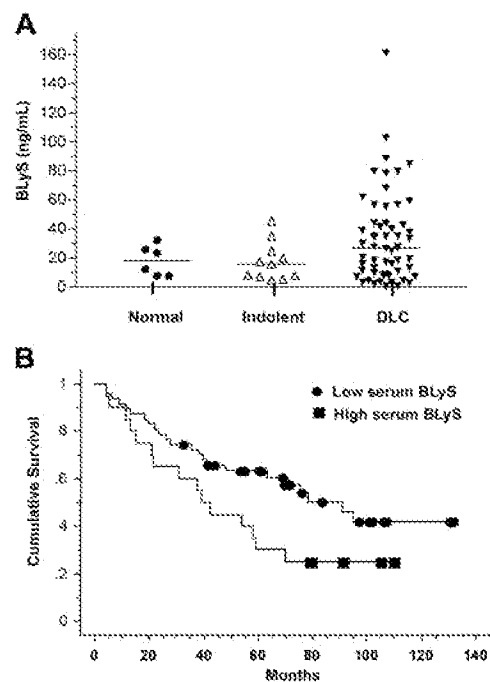 A
160
140
120
100
80
60
40
20
0
BLyS (ng/mL)
Normal Indolent DLC
B
1
.8
.6
.4
.2
0
Cumulative Survival
Low serum BLyS
High serum BLyS
0 20 40 60 80 100 120 140
Months